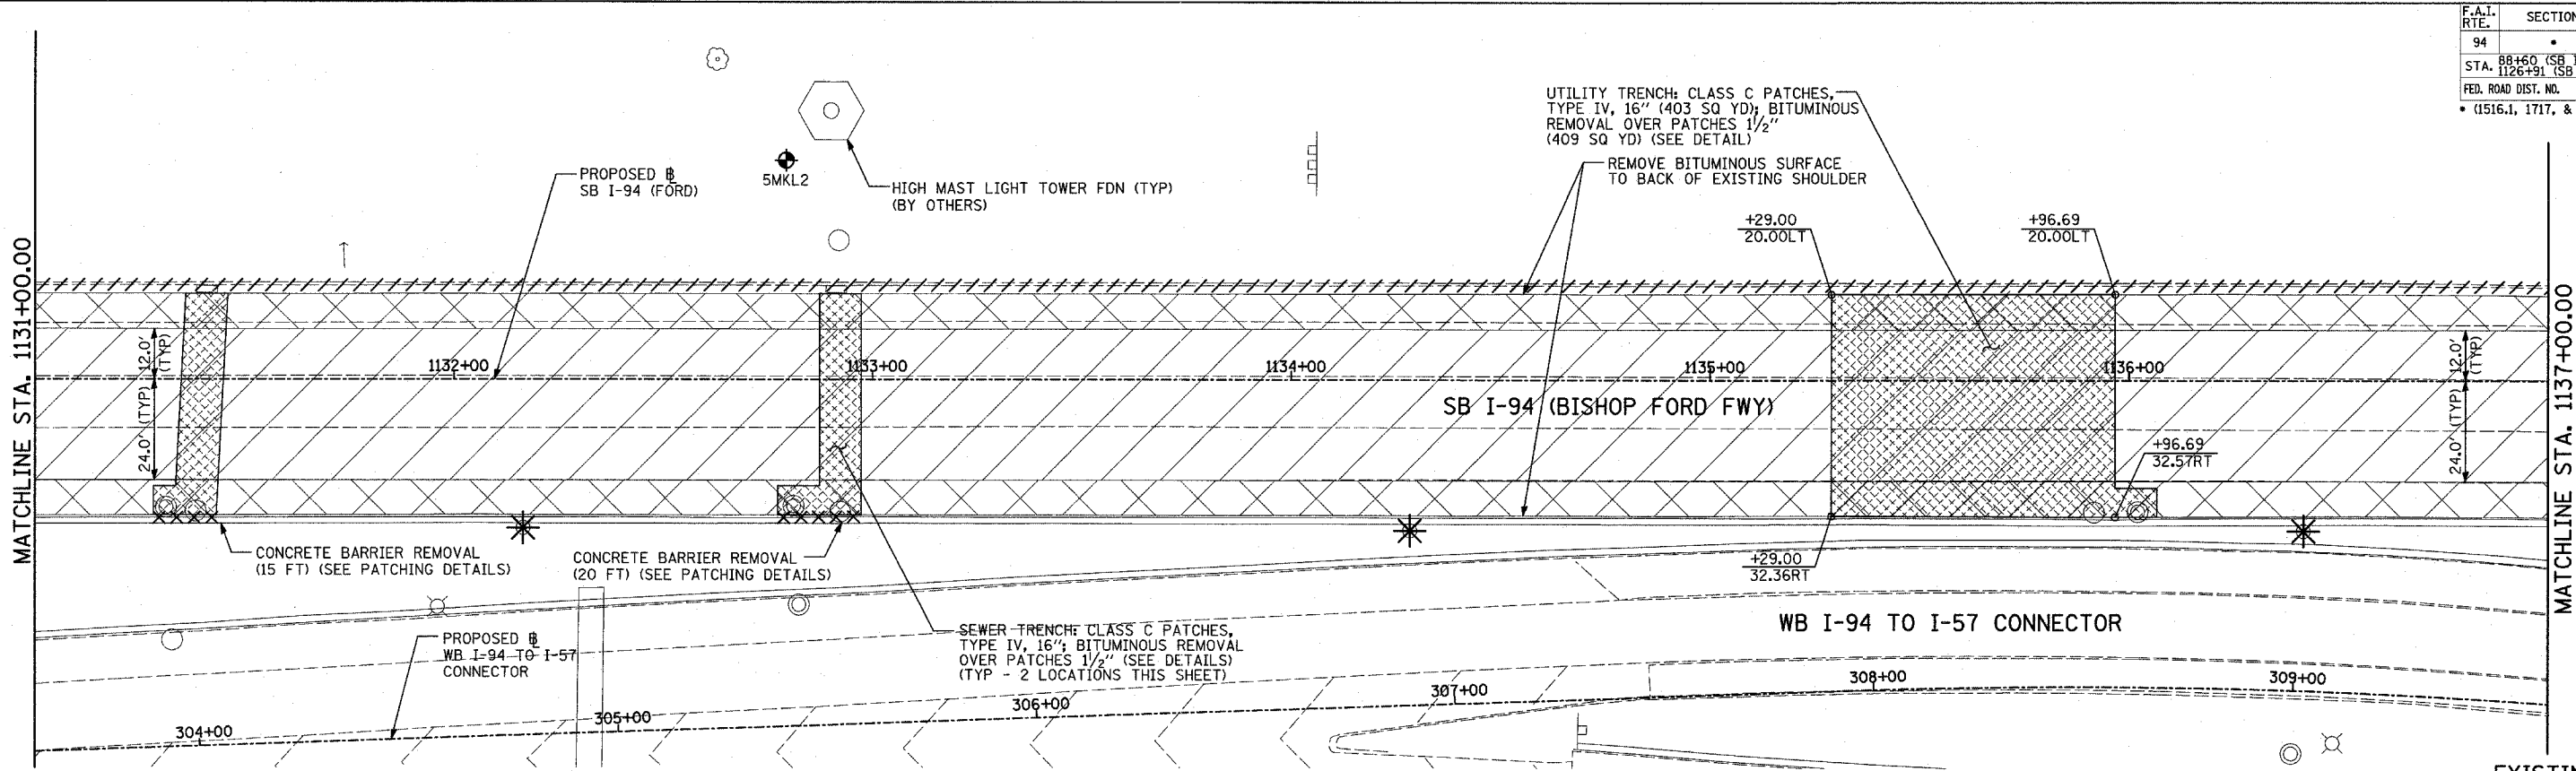 F.A.I.
RTE.
SECTION
94
*
STA. 88+60 (SB
1126+91 (SB
FED. ROAD DIST. NO.
* (1516.1, 1717, &
UTILITY TRENCH: CLASS C PATCHES,
TYPE IV, 16" (403 SQ YD); BITUMINOUS
REMOVAL OVER PATCHES 1 1/2"
(409 SQ YD) (SEE DETAIL)
REMOVE BITUMINOUS SURFACE
TO BACK OF EXISTING SHOULDER
PROPOSED ℄
SB I-94 (FORD)
5MKL2
HIGH MAST LIGHT TOWER FDN (TYP)
(BY OTHERS)
+29.00
20.00LT
+96.69
20.00LT
MATCHLINE STA. 1131+00.00
12.0'
(TYP)
24.0' (TYP)
1132+00
1133+00
1134+00
1135+00
1136+00
SB I-94 (BISHOP FORD FWY)
12.0'
(TYP)
24.0' (TYP)
MATCHLINE STA. 1137+00.00
+96.69
32.57RT
+29.00
32.36RT
CONCRETE BARRIER REMOVAL
(15 FT) (SEE PATCHING DETAILS)
CONCRETE BARRIER REMOVAL
(20 FT) (SEE PATCHING DETAILS)
SEWER TRENCH: CLASS C PATCHES,
TYPE IV, 16"; BITUMINOUS REMOVAL
OVER PATCHES 1 1/2" (SEE DETAILS)
(TYP - 2 LOCATIONS THIS SHEET)
PROPOSED ℄
WB I-94 TO I-57
CONNECTOR
WB I-94 TO I-57 CONNECTOR
304+00
305+00
306+00
307+00
308+00
309+00